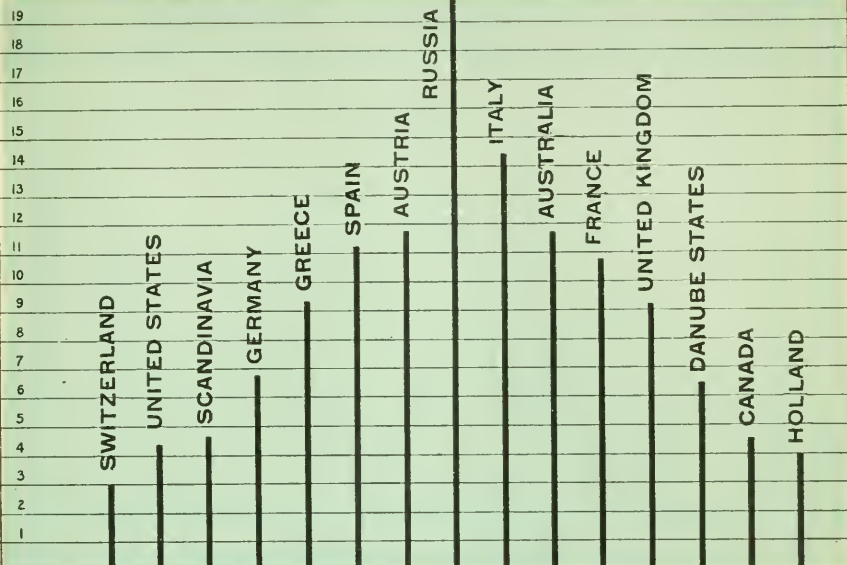 19
18
17
16
15
14
13
12
11
10
9
8
7
6
5
4
3
2
1
SWITZERLAND
UNITED STATES
SCANDINAVIA
GERMANY
GREECE
SPAIN
AUSTRIA
RUSSIA
ITALY
AUSTRALIA
FRANCE
UNITED KINGDOM
DANUBE STATES
CANADA
HOLLAND